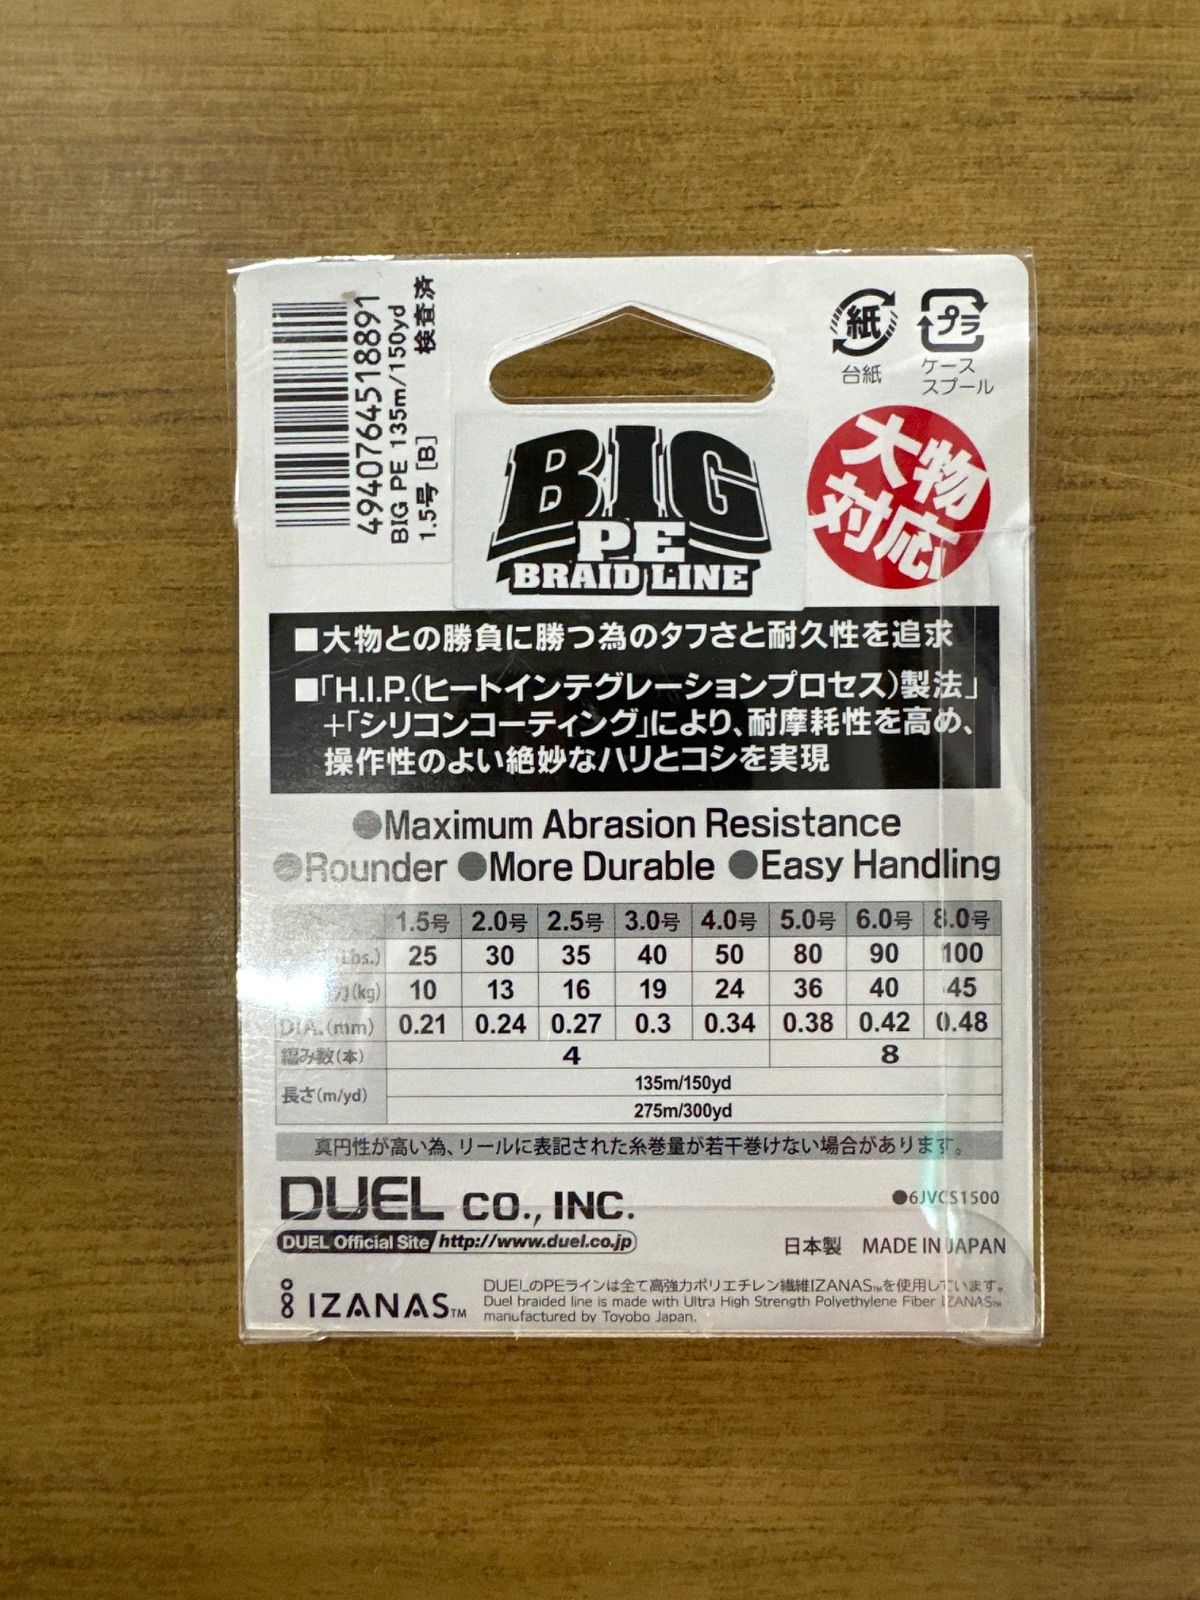 4940764518891
BIG PE 135m/150yd
1.5号 [B] 検査済
紙
台紙
プラ
ケース
スプール
BIG
PE
BRAID LINE
大物
対応
■大物との勝負に勝つ為のタフさと耐久性を追求
■「H.I.P.(ヒートインテグレーションプロセス)製法」
+「シリコンコーティング」により、耐摩耗性を高め、
操作性のよい絶妙なハリとコシを実現
●Maximum Abrasion Resistance
●Rounder ●More Durable ●Easy Handling
1.5号 2.0号 2.5号 3.0号 4.0号 5.0号 6.0号 8.0号
(Lbs.) 25 30 35 40 50 80 90 100
力(kg) 10 13 16 19 24 36 40 45
DIA.(mm) 0.21 0.24 0.27 0.3 0.34 0.38 0.42 0.48
編み数(本) 4 8
長さ(m/yd) 135m/150yd
275m/300yd
真円性が高い為、リールに表記された糸巻量が若干巻けない場合があります。
DUEL CO., INC.
●6JVCS1500
DUEL Official Site http://www.duel.co.jp
日本製 MADE IN JAPAN
IZANAS™
DUELのPEラインは全て高強力ポリエチレン繊維IZANAS™を使用しています。
Duel braided line is made with Ultra High Strength Polyethylene Fiber IZANAS™
manufactured by Toyobo Japan.